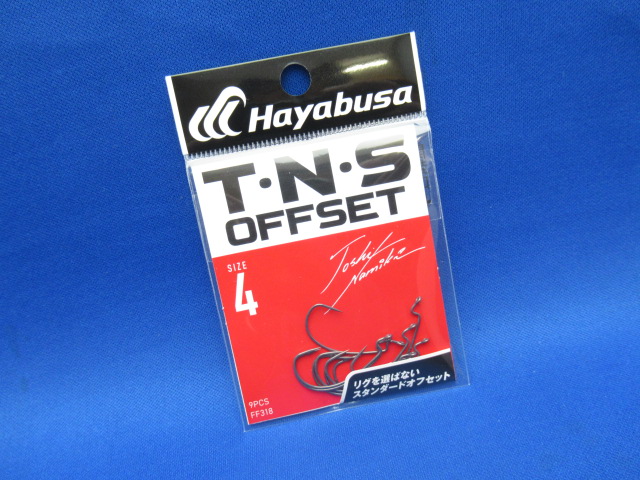 Hayabusa
T·N·S
OFFSET
Toshi
Namiki
SIZE
4
9PCS
FF318
リグを選ばない
スタンダードオフセット